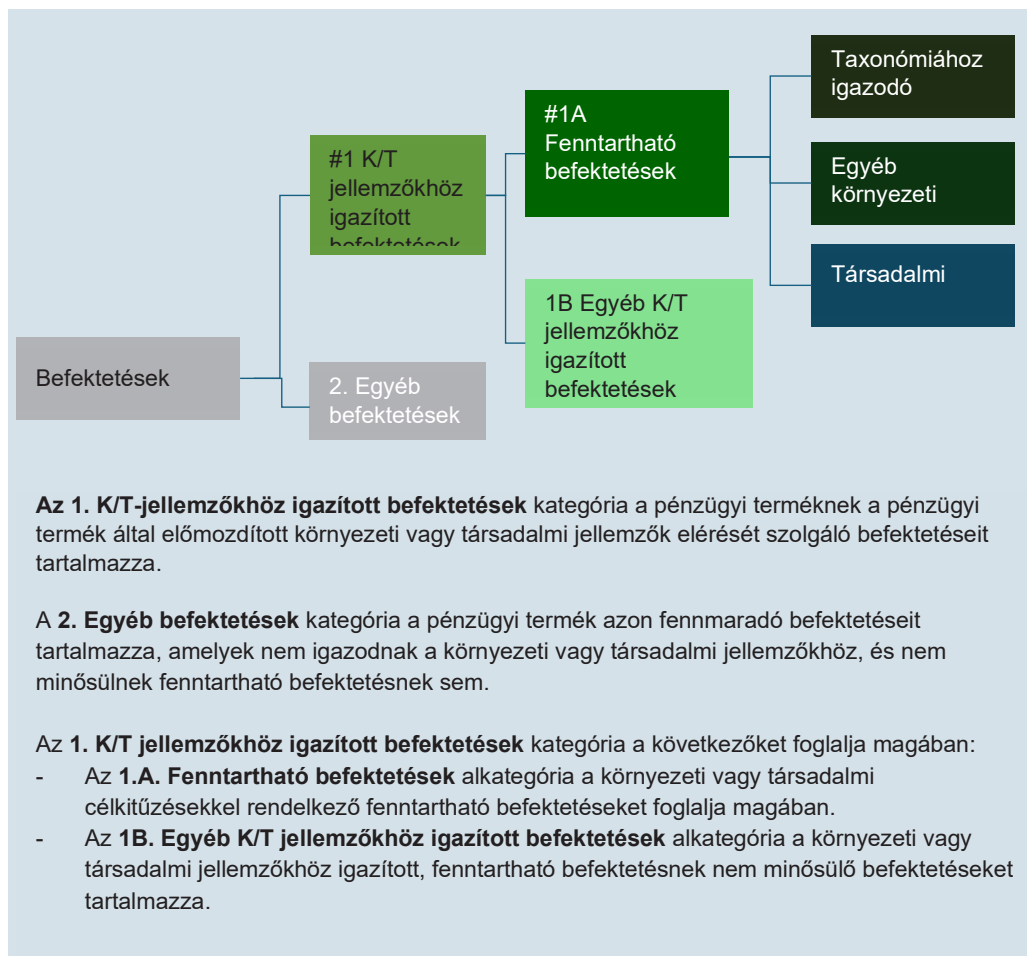 Taxonómiához
igazodó
#1A
Fenntartható
befektetések
#1 K/T
jellemzőkhöz
igazított
befektetések
Egyéb
környezeti
Társadalmi
1B Egyéb K/T
jellemzőkhöz
igazított
befektetések
Befektetések
2. Egyéb
befektetések
Az 1. K/T-jellemzőkhöz igazított befektetések kategória a pénzügyi terméknek a pénzügyi
termék által előmozdított környezeti vagy társadalmi jellemzők elérését szolgáló befektetéseit
tartalmazza.
A 2. Egyéb befektetések kategória a pénzügyi termék azon fennmaradó befektetéseit
tartalmazza, amelyek nem igazodnak a környezeti vagy társadalmi jellemzőkhöz, és nem
minősülnek fenntartható befektetésnek sem.
Az 1. K/T jellemzőkhöz igazított befektetések kategória a következőket foglalja magában:
- Az 1.A. Fenntartható befektetések alkategória a környezeti vagy társadalmi
célkitűzésekkel rendelkező fenntartható befektetéseket foglalja magában.
- Az 1B. Egyéb K/T jellemzőkhöz igazított befektetések alkategória a környezeti vagy
társadalmi jellemzőkhöz igazított, fenntartható befektetésnek nem minősülő befektetéseket
tartalmazza.